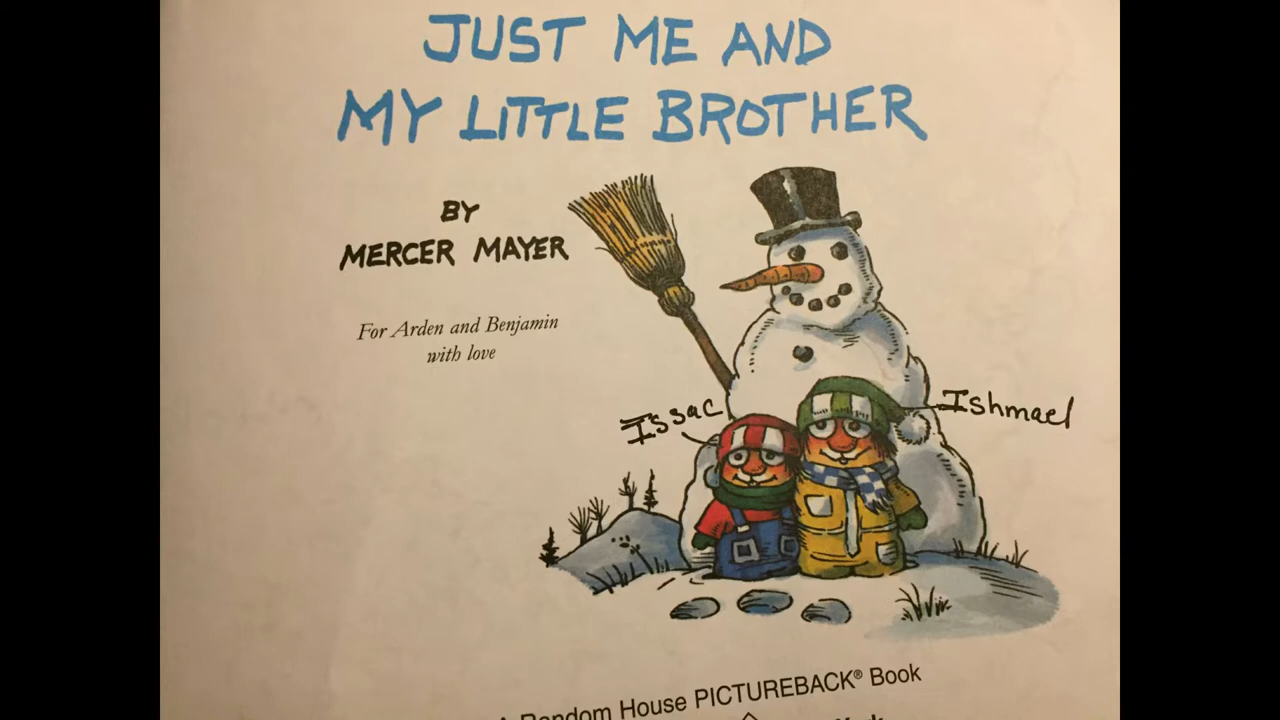 JUST ME AND
MY LITTLE BROTHER
BY
MERCER MAYER
For Arden and Benjamin
with love
Issac
Ishmael
A Random House PICTUREBACK® Book